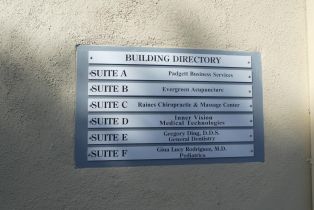 BUILDING DIRECTORY
SUITE A Padgett Business Services
SUITE B Evergreen Acupuncture
SUITE C Raines Chiropractic & Massage Center
SUITE D Inner Vision
Medical Technologies
SUITE E Gregory Ding, D.D.S.
General Dentistry
SUITE F Gina Lucy Rodriguez, M.D.
Pediatrics